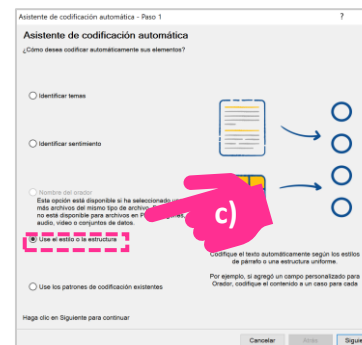 Asistente de codificación automática - Paso 1 ?
Asistente de codificación automática
¿Cómo desea codificar automáticamente sus elementos?
Identificar temas
Identificar sentimiento
Nombre del orador
Esta opción está disponible si ha seleccionado
más archivos del mismo tipo de archivo.
no está disponible para archivos en
audio, video o conjuntos de datos.
c)
Use el estilo o la estructura
Codifique el texto automáticamente según los estilos
de párrafo o una estructura uniforme.
Por ejemplo, si agregó un campo personalizado para
Orador, codifique el contenido a un caso para cada
Use los patrones de codificación existentes
Haga clic en Siguiente para continuar
Cancelar Atrás Sigui